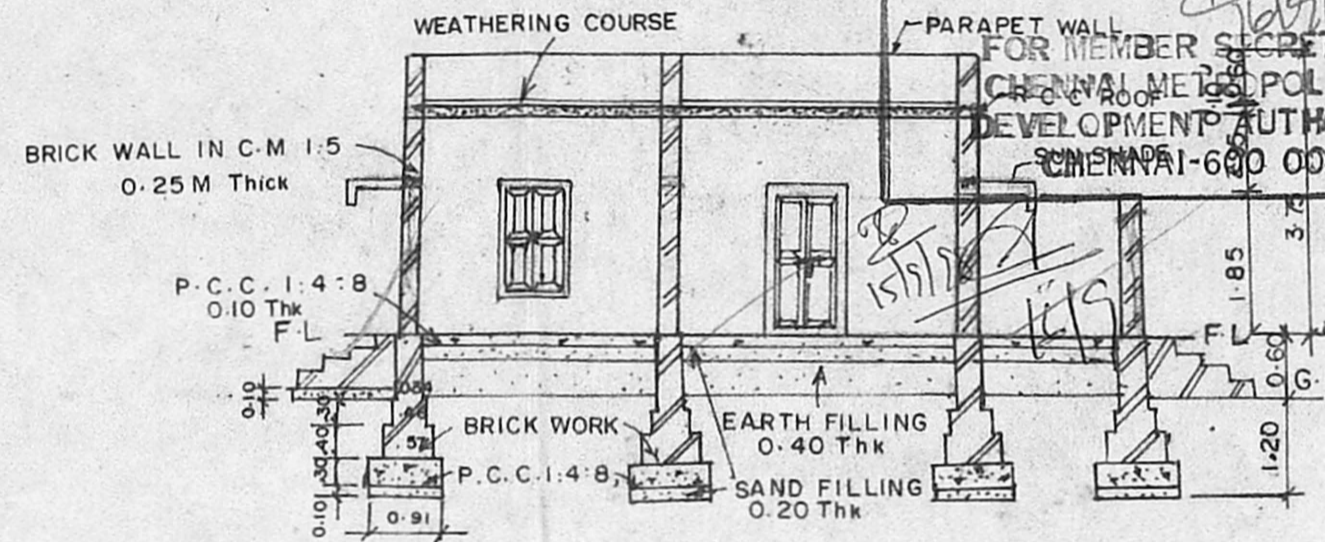 WEATHERING COURSE
PARAPET WALL
FOR MEMBER
CHENNAI METROPOL
R C C ROOF
DEVELOPMENT AUTH
SUN SHADE
CHENNAI-600 00
BRICK WALL IN C.M 1:5
0.25 M Thick
P.C.C. 1:4:8
0.10 Thk
F.L
F.L
1.85
0.60
G.
1.20
0.10
.30
.40
.30
0.10
0.91
BRICK WORK
P.C.C.1:4:8,
EARTH FILLING
0.40 Thk
SAND FILLING
0.20 Thk